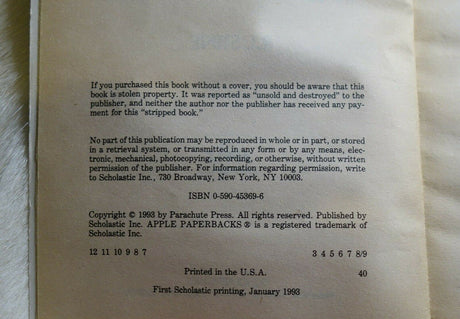 If you purchased this book without a cover, you should be aware that this
book is stolen property. It was reported as "unsold and destroyed" to the
publisher, and neither the author nor the publisher has received any pay-
ment for this "stripped book."
No part of this publication may be reproduced in whole or in part, or stored
in a retrieval system, or transmitted in any form or by any means, elec-
tronic, mechanical, photocopying, recording, or otherwise, without written
permission of the publisher. For information regarding permission, write
to Scholastic Inc., 730 Broadway, New York, NY 10003.
ISBN 0-590-45369-6
Copyright © 1993 by Parachute Press. All rights reserved. Published by
Scholastic Inc. APPLE PAPERBACKS ® is a registered trademark of
Scholastic Inc.
12 11 10 9 8 7 3 4 5 6 7 8/9
Printed in the U.S.A. 40
First Scholastic printing, January 1993